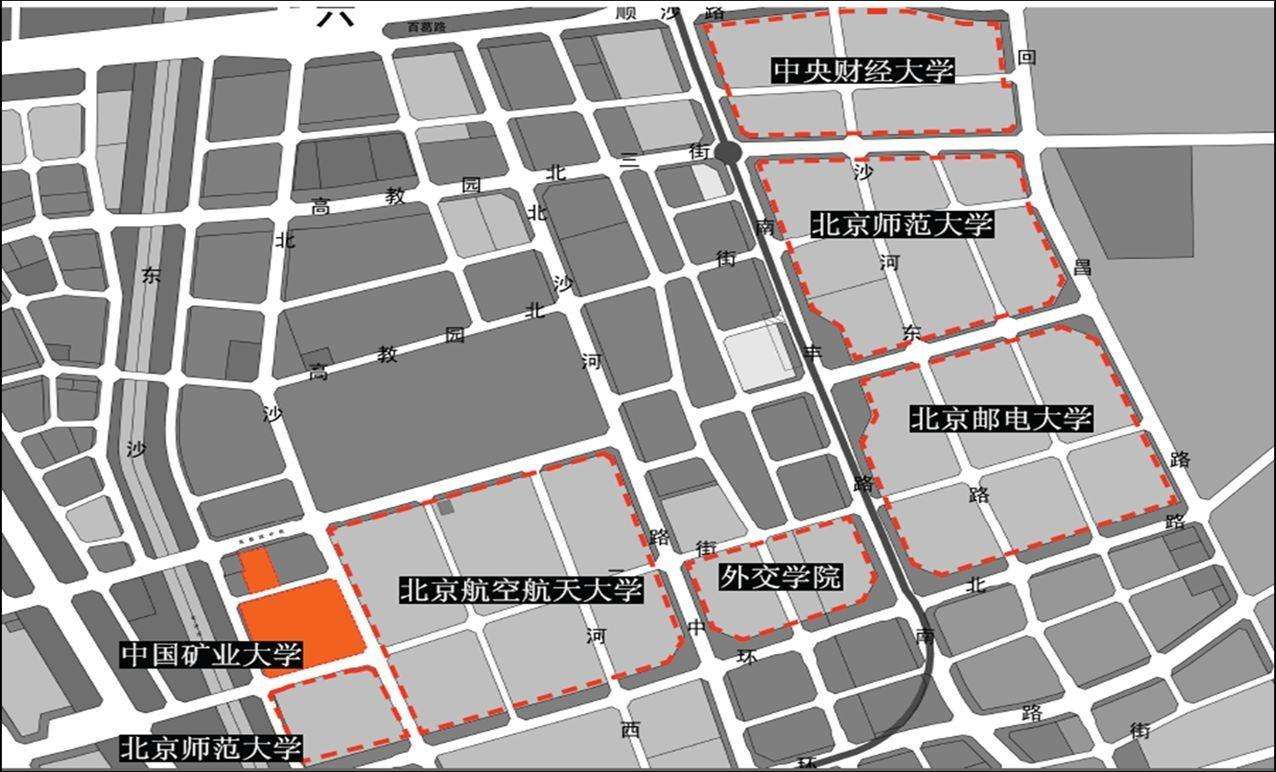 六
顺沙路
百葛路
中央财经大学
回
高教园北三街
沙
北
北
南
北京师范大学
河
街
昌
东
沙
高教园北
东
丰
河
沙
北京邮电大学
沙
路
路
路
路
路
街
北京航空航天大学
外交学院
北
河
中
环
南
中国矿业大学
西
路
街
北京师范大学
环